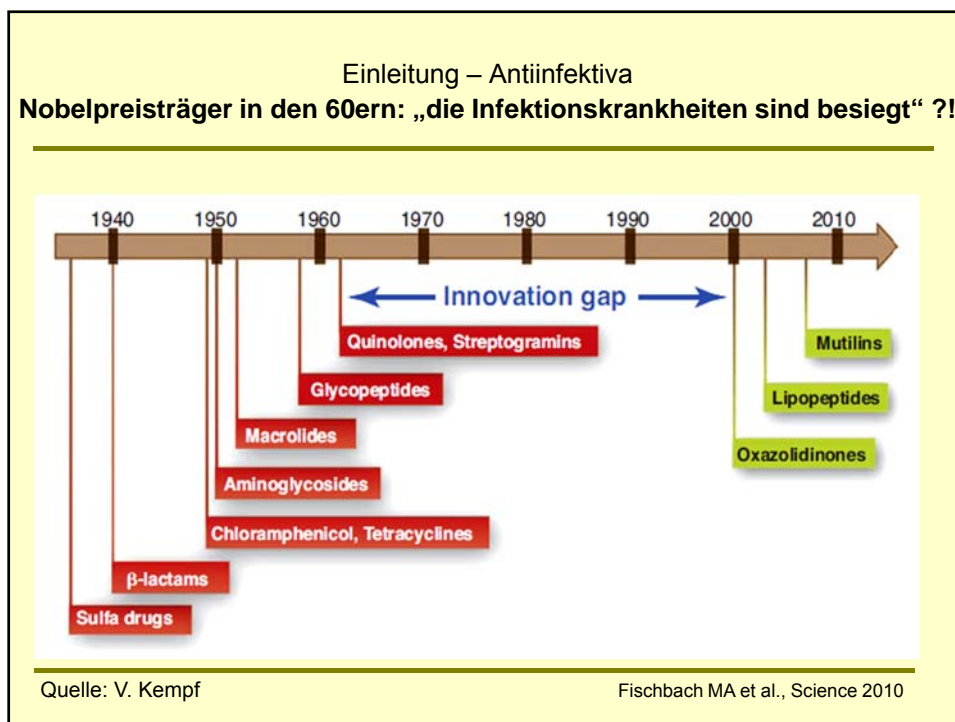 Einleitung – Antiinfektiva
Nobelpreisträger in den 60ern: „die Infektionskrankheiten sind besiegt“ ?!
1940 1950 1960 1970 1980 1990 2000 2010
Innovation gap
Quinolones, Streptogramins
Mutilins
Glycopeptides
Lipopeptides
Macrolides
Oxazolidinones
Aminoglycosides
Chloramphenicol, Tetracyclines
β-lactams
Sulfa drugs
Quelle: V. Kempf
Fischbach MA et al., Science 2010